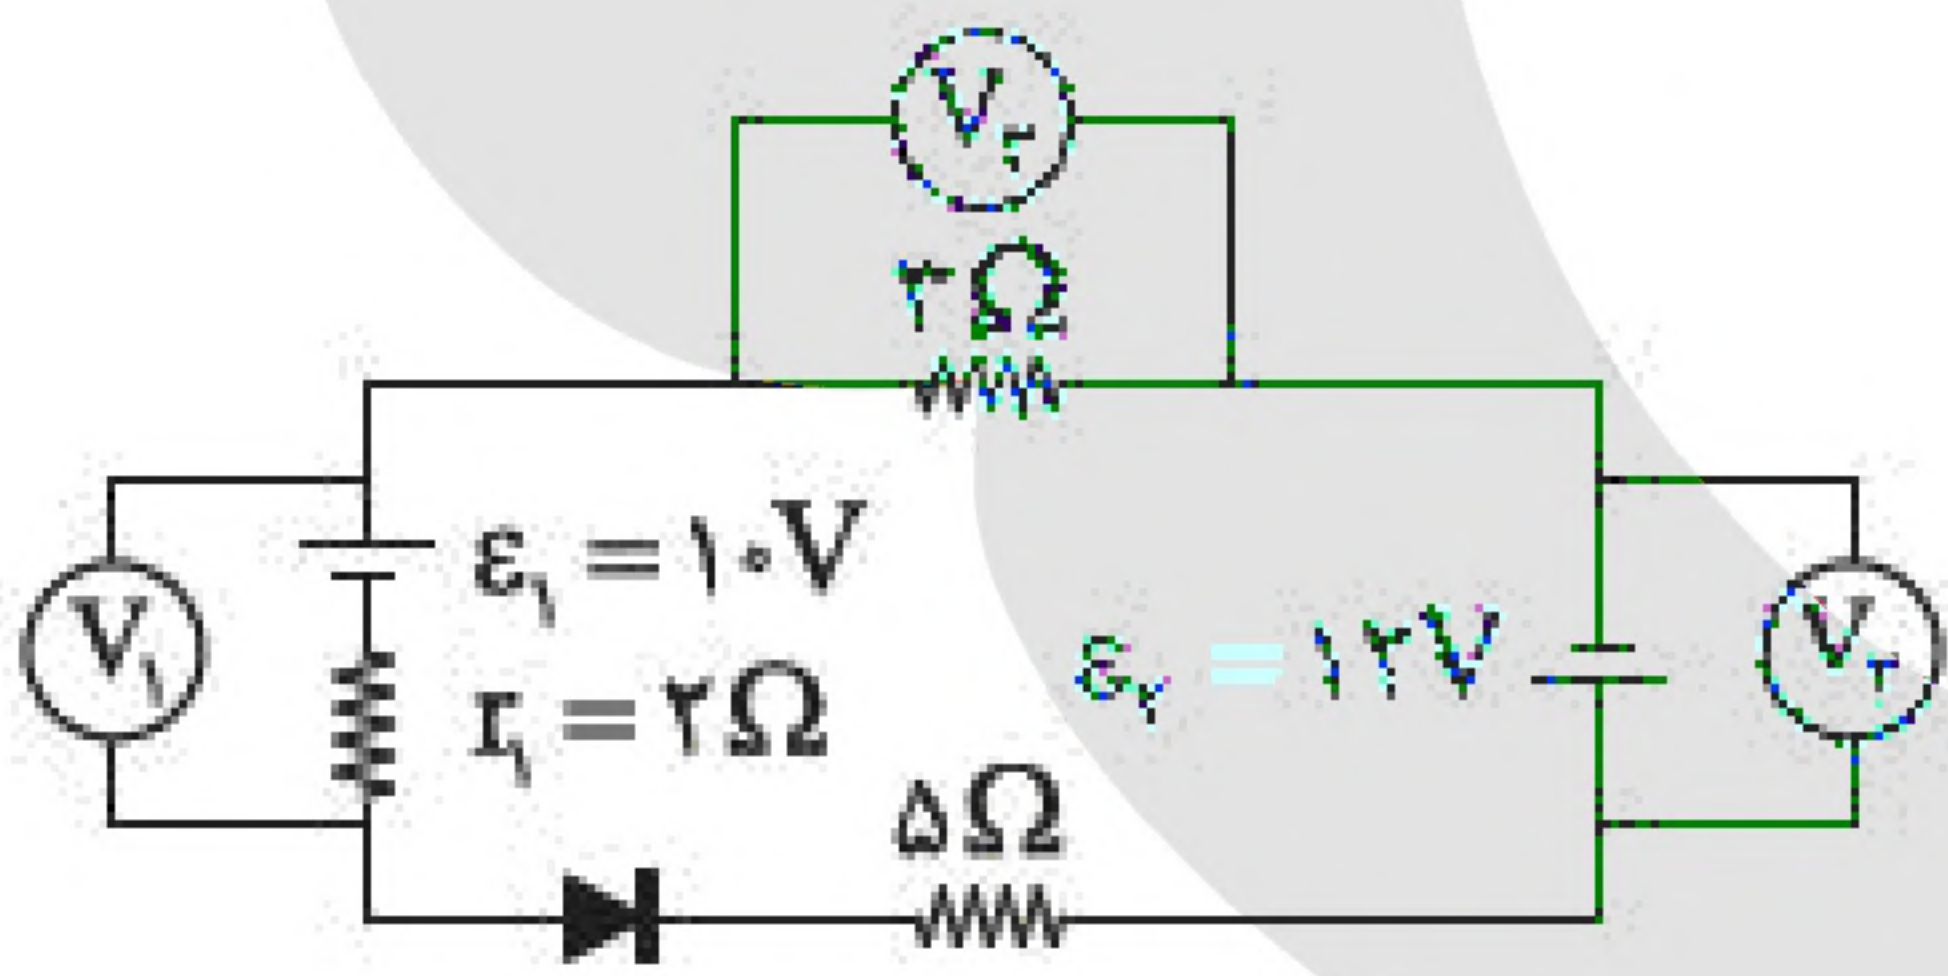 V۳
۳Ω
ε۱ = ۱۰V
V۱
ε۲ = ۱۲V
V۲
r۱ = ۲Ω
۵Ω